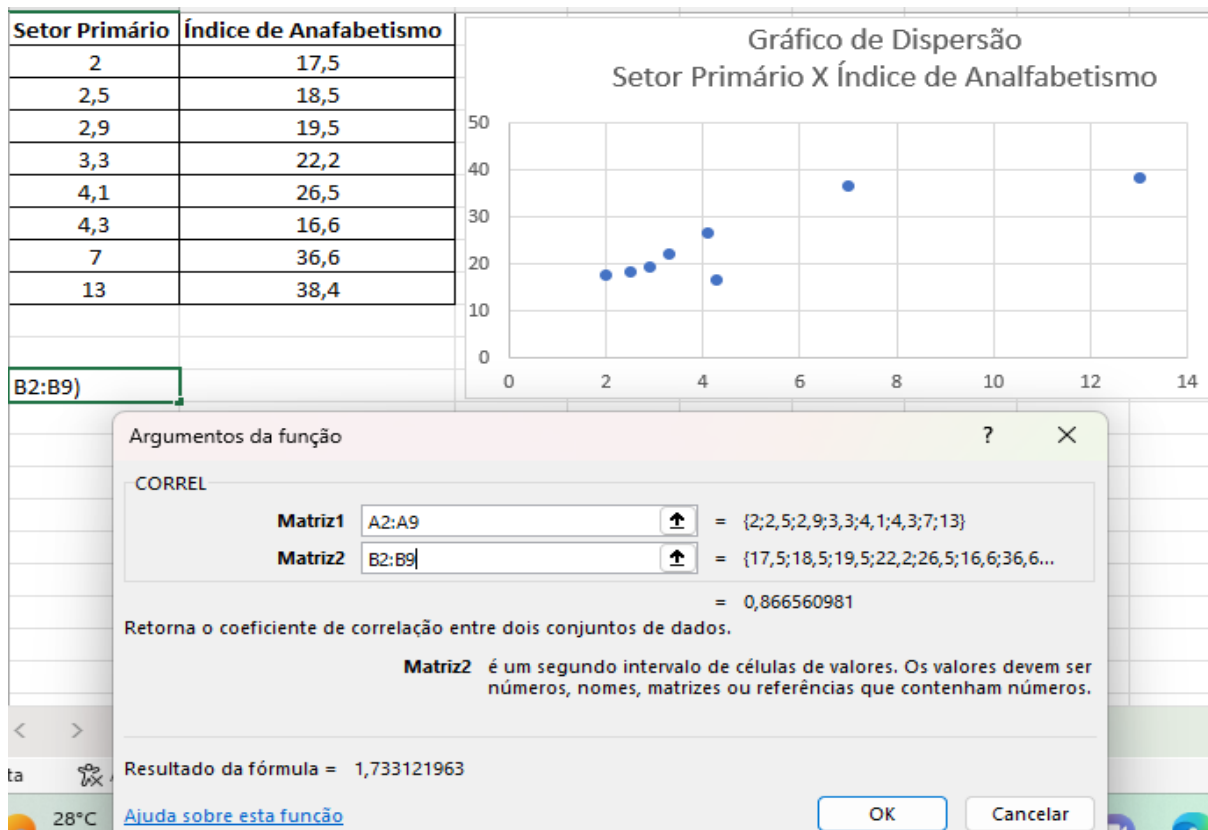 Setor Primário Índice de Anafabetismo
2 17,5
2,5 18,5
2,9 19,5
3,3 22,2
4,1 26,5
4,3 16,6
7 36,6
13 38,4
B2:B9)
Gráfico de Dispersão
Setor Primário X Índice de Analfabetismo
50
40
30
20
10
0
0 2 4 6 8 10 12 14
Argumentos da função ?
CORREL
Matriz1 A2:A9 = {2;2,5;2,9;3,3;4,1;4,3;7;13}
Matriz2 B2:B9 = {17,5;18,5;19,5;22,2;26,5;16,6;36,6...
= 0,866560981
Retorna o coeficiente de correlação entre dois conjuntos de dados.
Matriz2 é um segundo intervalo de células de valores. Os valores devem ser
números, nomes, matrizes ou referências que contenham números.
Resultado da fórmula = 1,733121963
ta
28°C
Ajuda sobre esta função OK Cancelar